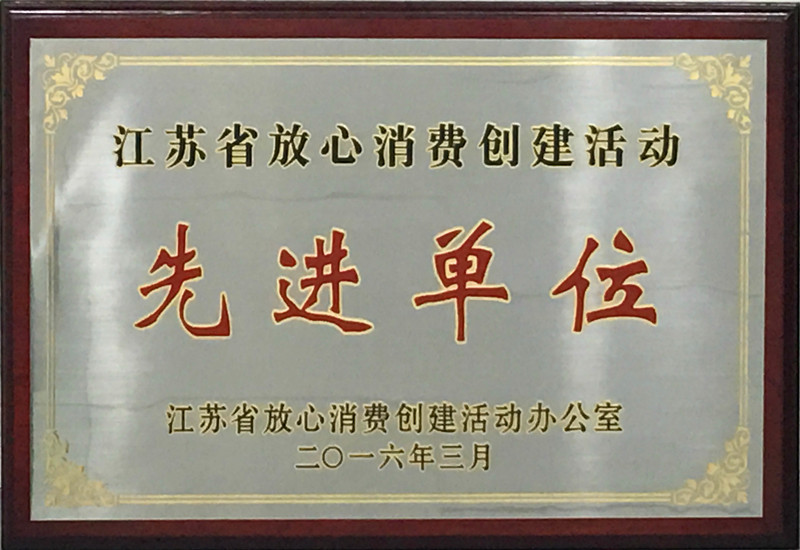 江苏省放心消费创建活动
先进单位
江苏省放心消费创建活动办公室
二〇一六年三月